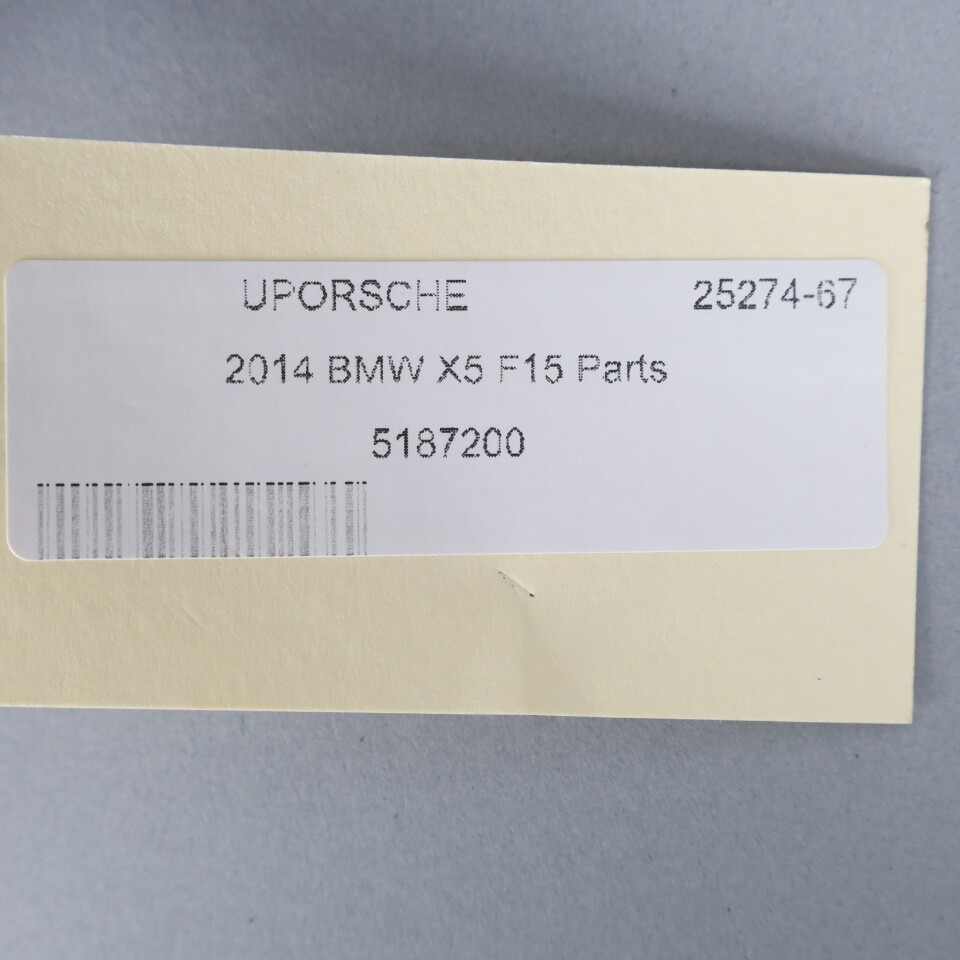 UPORSCHE 25274-67
2014 BMW X5 F15 Parts
5187200